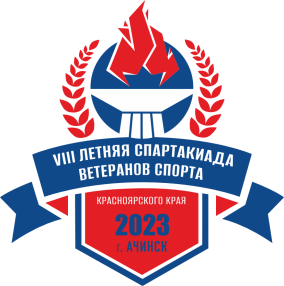 VIII ЛЕТНЯЯ СПАРТАКИАДА
ВЕТЕРАНОВ СПОРТА
КРАСНОЯРСКОГО КРАЯ
2023
г. АЧИНСК